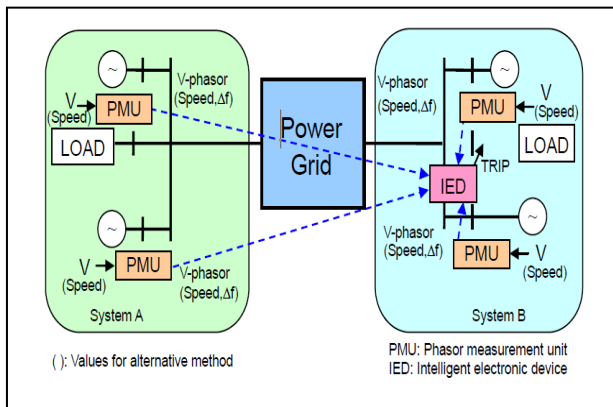 ~
V-phasor
(Speed,Δf)
V
(Speed)
PMU
LOAD
~
V
(Speed)
PMU
V-phasor
(Speed,Δf)
System A
Power
Grid
V-phasor
(Speed,Δf)
~
PMU
V
(Speed)
LOAD
TRIP
IED
~
V-phasor
(Speed,Δf)
PMU
V
(Speed)
System B
( ): Values for alternative method
PMU: Phasor measurement unit
IED: Intelligent electronic device